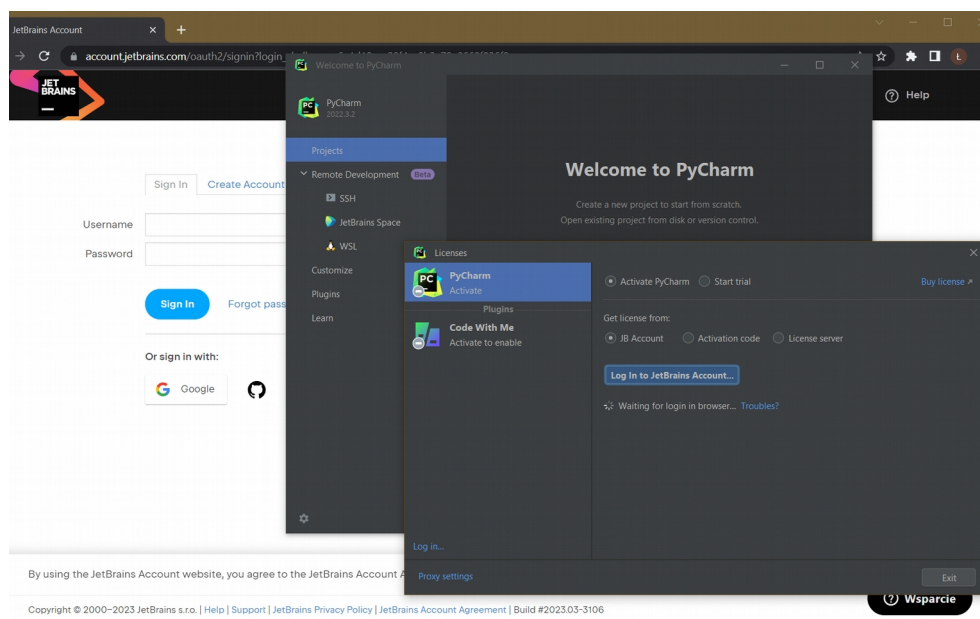 JetBrains Account
account.jetbrains.com/oauth2/signin?login_
JET
BRAINS
Help
Sign In
Create Account
Username
Password
Sign In
Forgot pass
Or sign in with:
Google
By using the JetBrains Account website, you agree to the JetBrains Account A
Copyright © 2000–2023 JetBrains s.r.o. | Help | Support | JetBrains Privacy Policy | JetBrains Account Agreement | Build #2023.03-3106
Wsparcie
Welcome to PyCharm
PC
PyCharm
2022.3.2
Projects
Remote Development Beta
SSH
JetBrains Space
WSL
Customize
Plugins
Learn
Welcome to PyCharm
Create a new project to start from scratch.
Open existing project from disk or version control.
Licenses
PC
PyCharm
Activate
Plugins
Code With Me
Activate to enable
Log in...
Activate PyCharm
Start trial
Buy license
Get license from:
JB Account
Activation code
License server
Log In to JetBrains Account...
Waiting for login in browser... Troubles?
Proxy settings
Exit